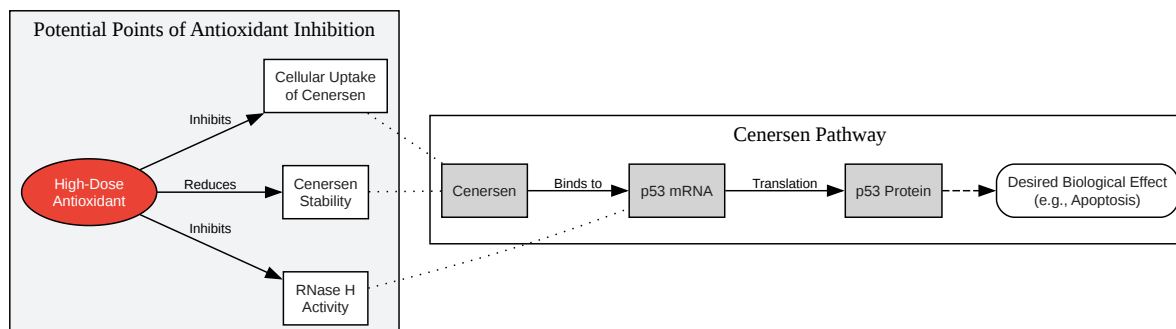 Potential Points of Antioxidant Inhibition
Cellular Uptake
of Cenersen
Inhibits
High-Dose
Antioxidant
Reduces
Cenersen
Stability
Inhibits
RNase H
Activity
Cenersen Pathway
Cenersen
Binds to
p53 mRNA
Translation
p53 Protein
Desired Biological Effect
(e.g., Apoptosis)